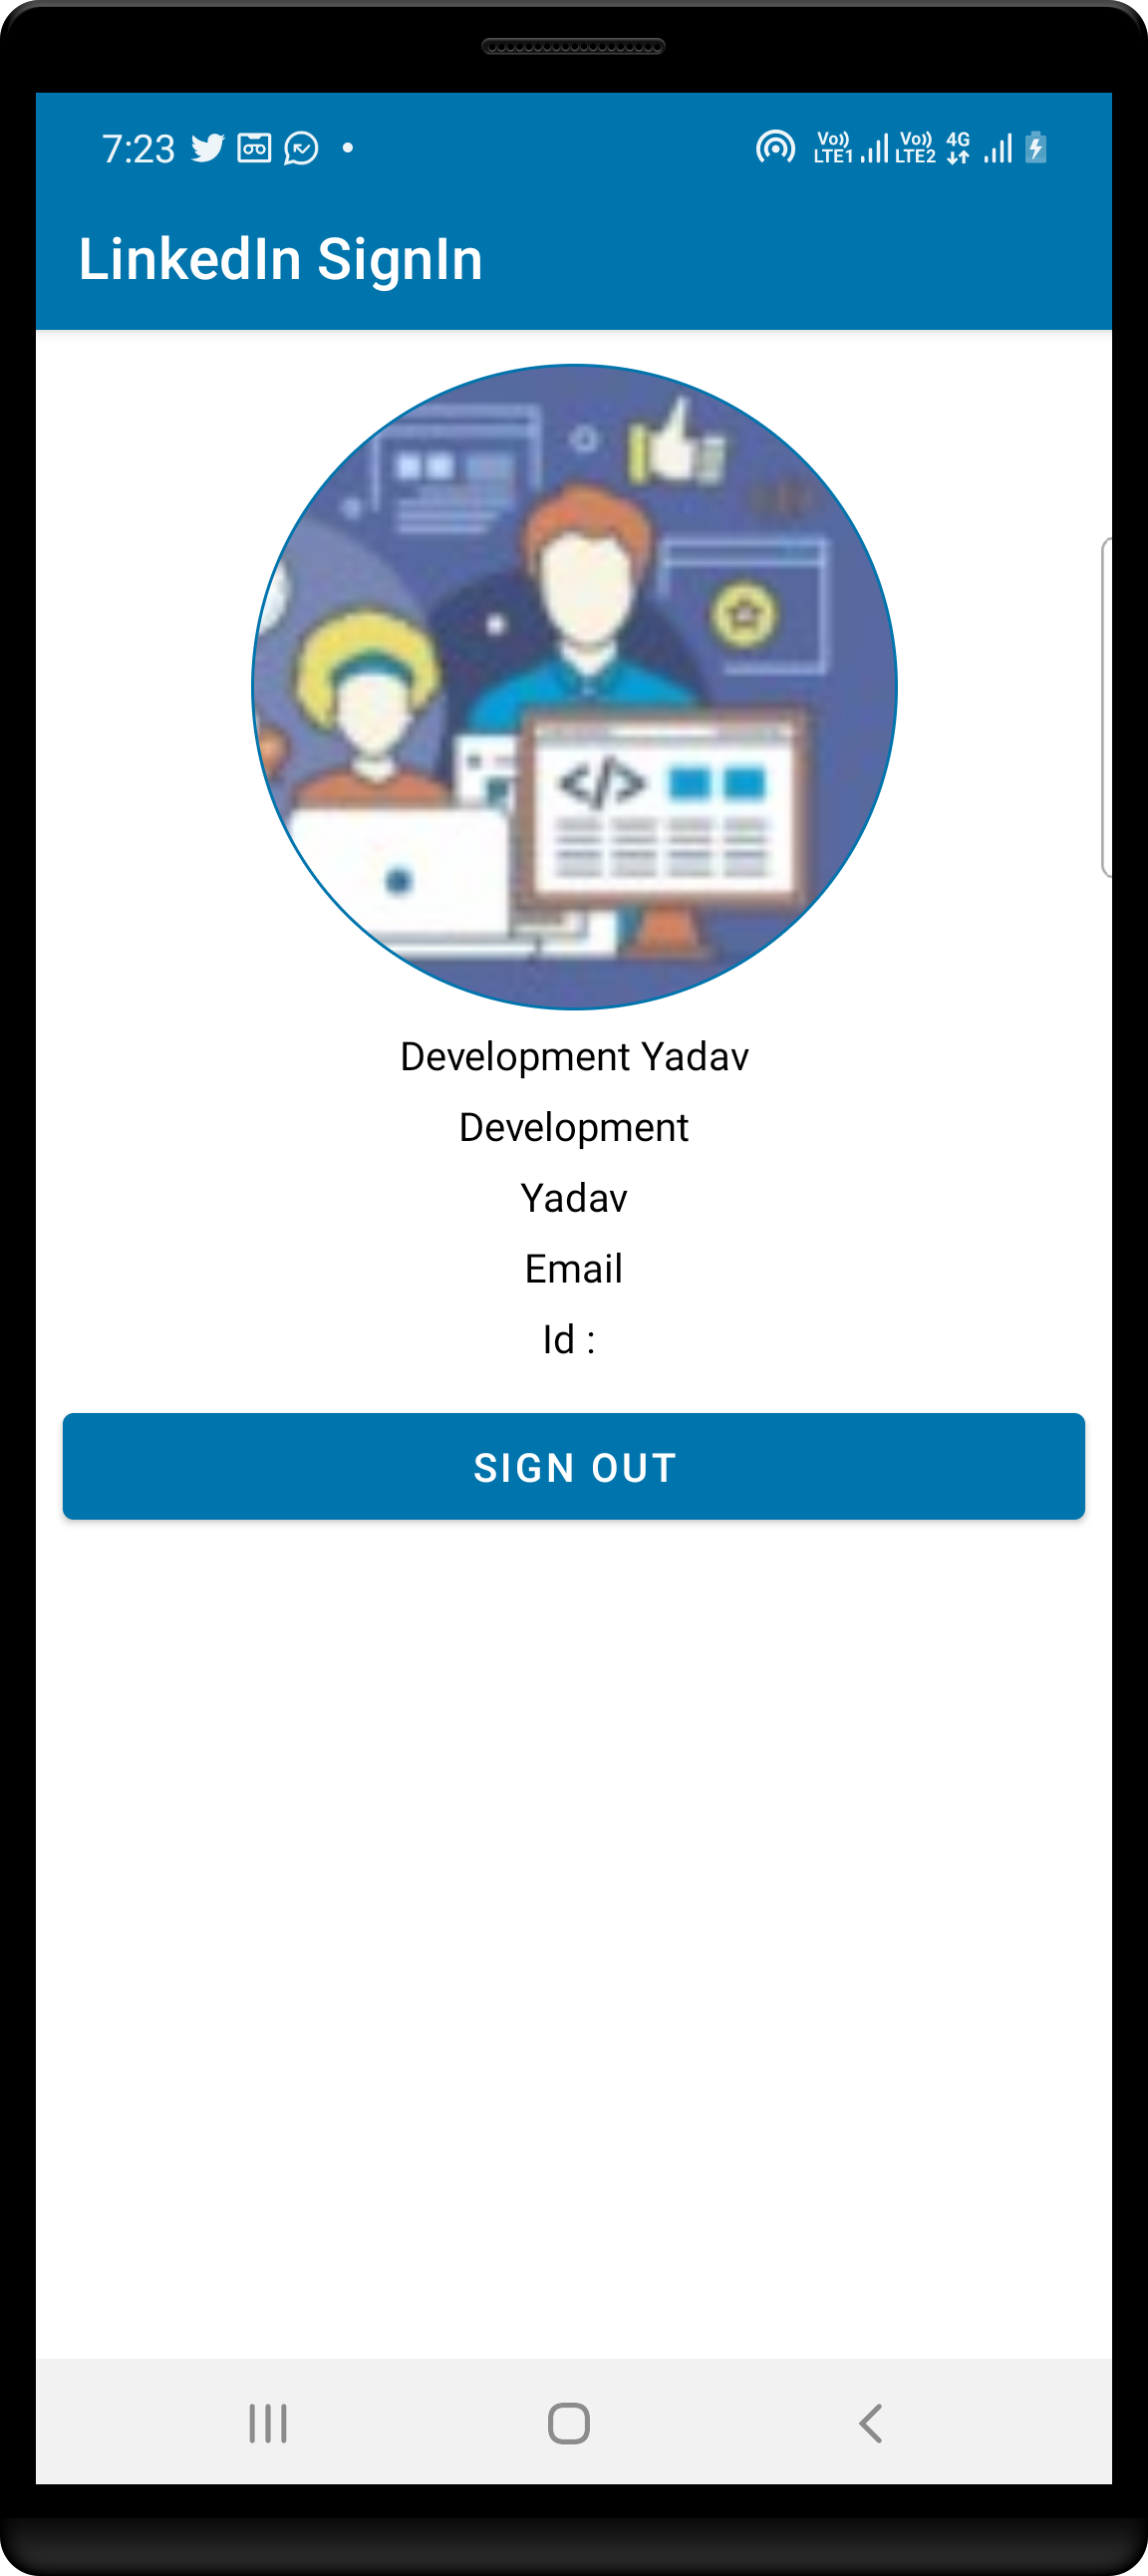 7:23 Vo)) LTE1 Vo)) LTE2 4G
LinkedIn SignIn
</>
Development Yadav
Development
Yadav
Email
Id :
SIGN OUT